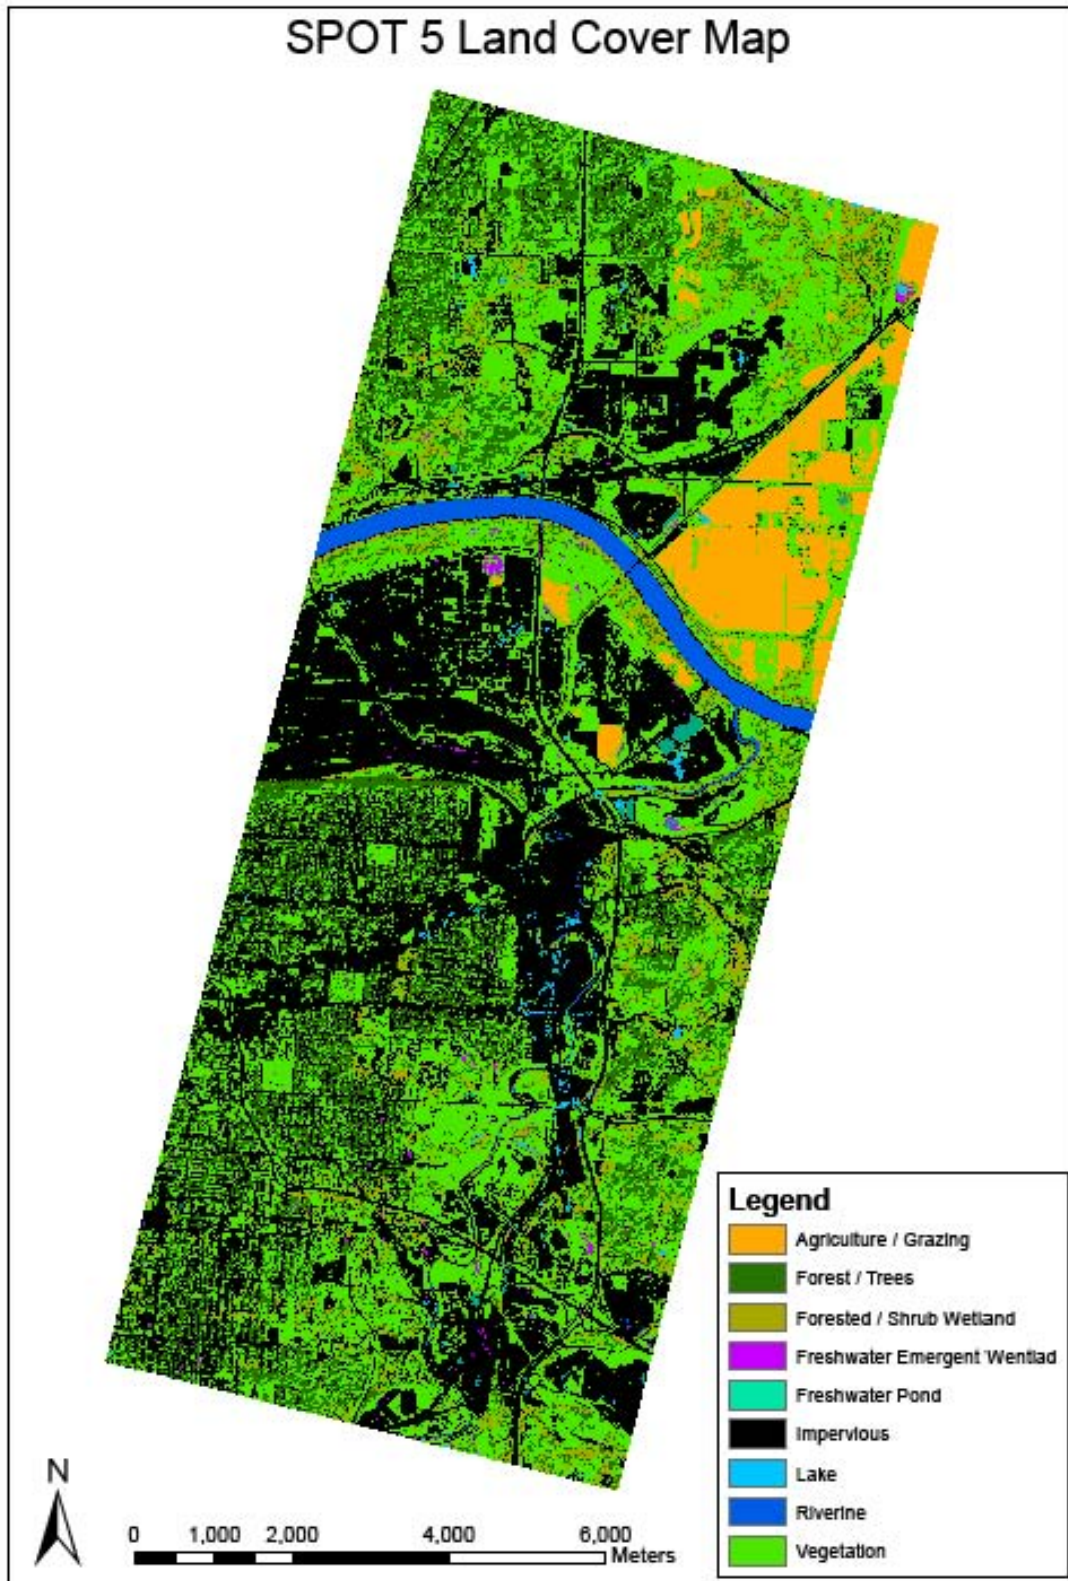 SPOT 5 Land Cover Map
Legend
Agriculture / Grazing
Forest / Trees
Forested / Shrub Wetland
Freshwater Emergent Wentlad
Freshwater Pond
Impervious
Lake
Riverine
Vegetation
N
0 1,000 2,000 4,000 6,000
Meters